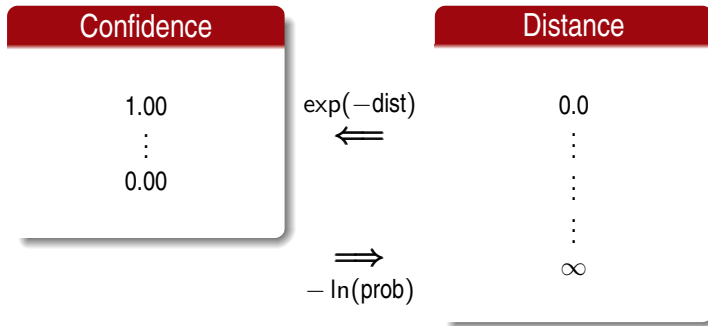 Confidence
1.00
⋮
0.00
exp(−dist)
⇐
⇒
− ln(prob)
Distance
0.0
⋮
⋮
⋮
∞